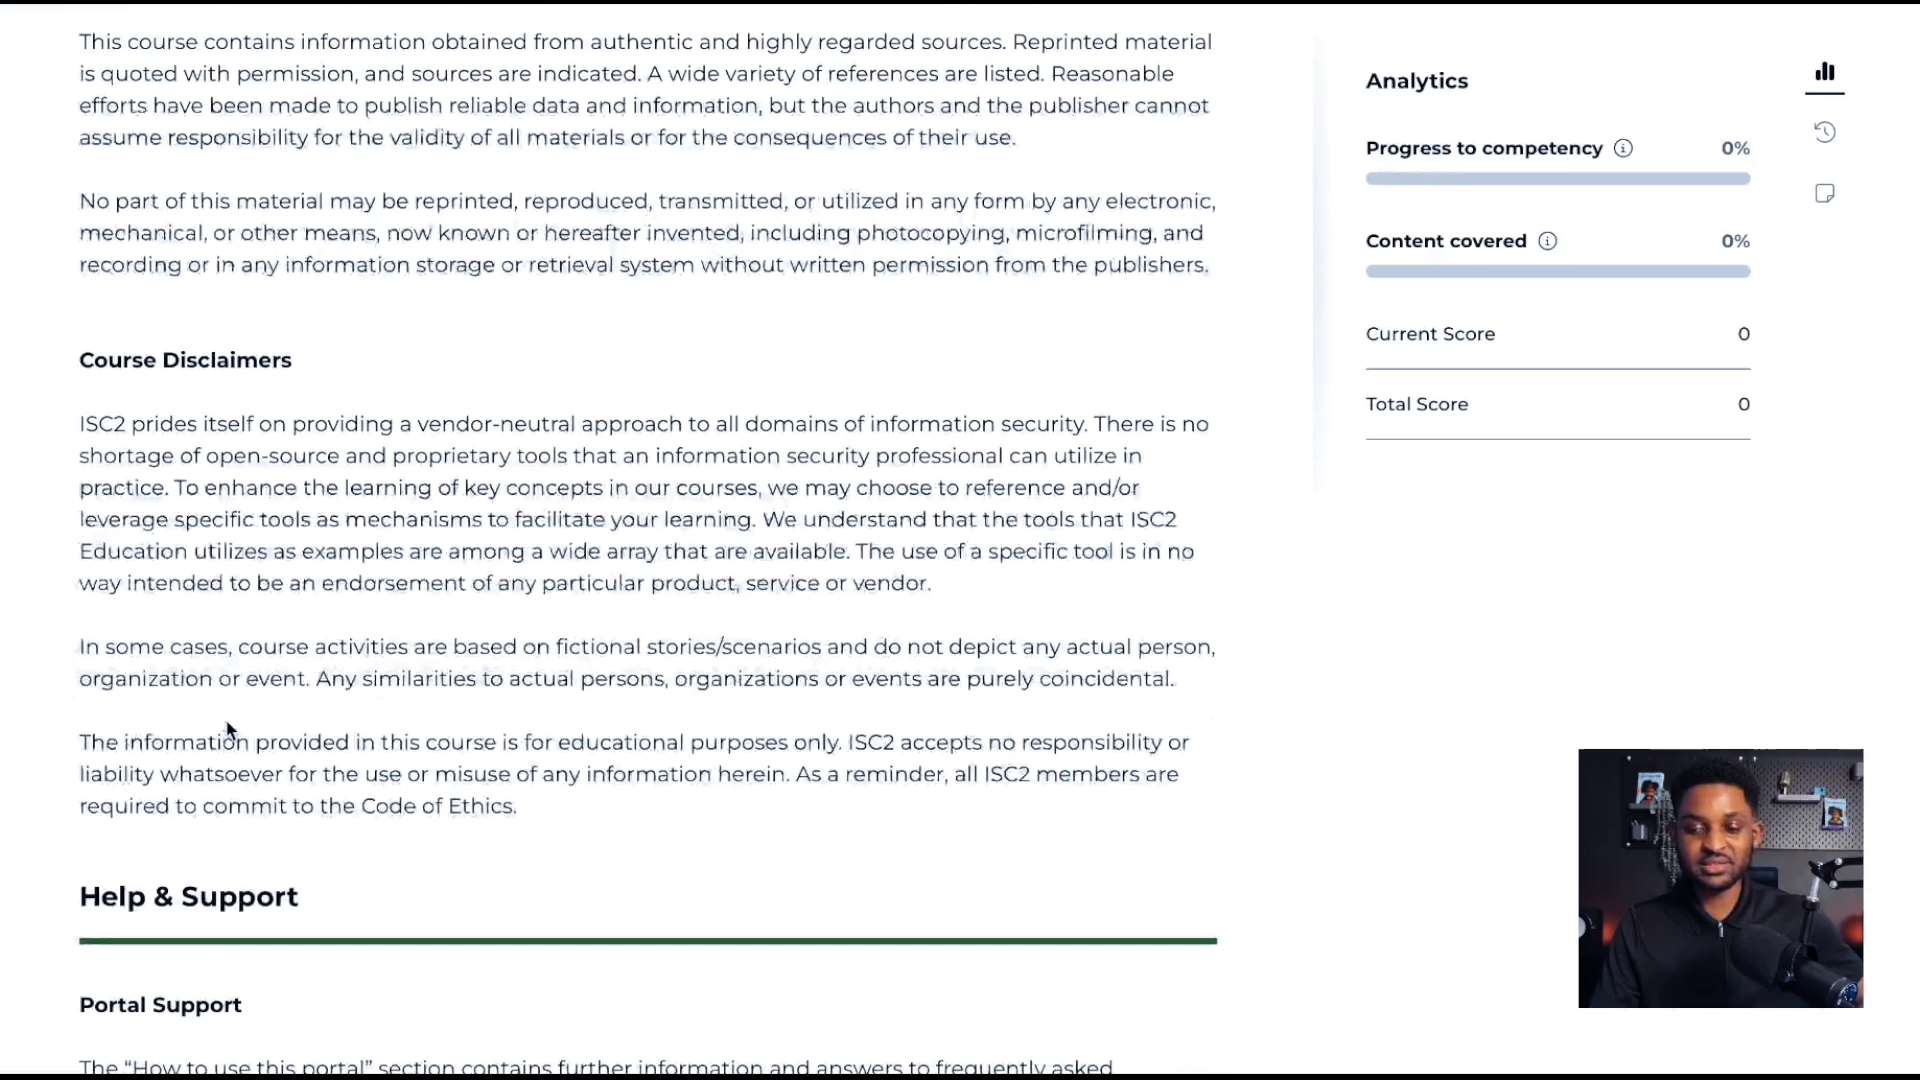 This course contains information obtained from authentic and highly regarded sources. Reprinted material
is quoted with permission, and sources are indicated. A wide variety of references are listed. Reasonable
efforts have been made to publish reliable data and information, but the authors and the publisher cannot
assume responsibility for the validity of all materials or for the consequences of their use.
No part of this material may be reprinted, reproduced, transmitted, or utilized in any form by any electronic,
mechanical, or other means, now known or hereafter invented, including photocopying, microfilming, and
recording or in any information storage or retrieval system without written permission from the publishers.
Course Disclaimers
ISC2 prides itself on providing a vendor-neutral approach to all domains of information security. There is no
shortage of open-source and proprietary tools that an information security professional can utilize in
practice. To enhance the learning of key concepts in our courses, we may choose to reference and/or
leverage specific tools as mechanisms to facilitate your learning. We understand that the tools that ISC2
Education utilizes as examples are among a wide array that are available. The use of a specific tool is in no
way intended to be an endorsement of any particular product, service or vendor.
In some cases, course activities are based on fictional stories/scenarios and do not depict any actual person,
organization or event. Any similarities to actual persons, organizations or events are purely coincidental.
The information provided in this course is for educational purposes only. ISC2 accepts no responsibility or
liability whatsoever for the use or misuse of any information herein. As a reminder, all ISC2 members are
required to commit to the Code of Ethics.
Help & Support
Portal Support
The “How to use this portal” section contains further information and answers to frequently asked
Analytics
Progress to competency 0%
Content covered 0%
Current Score 0
Total Score 0